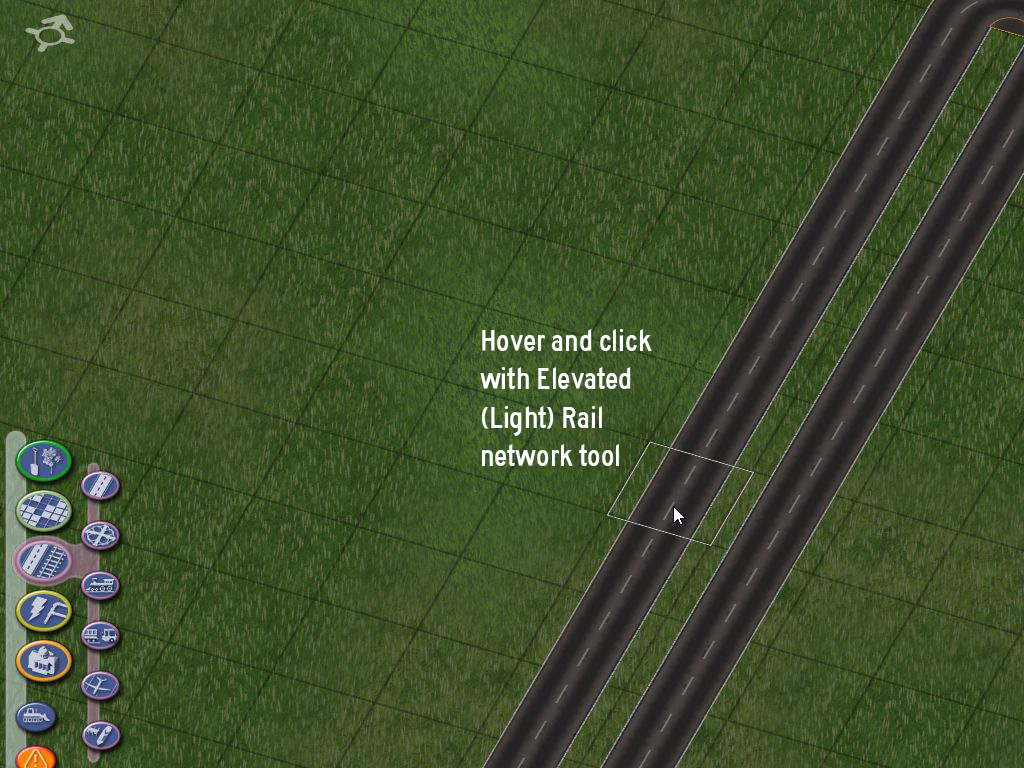 Hover and click
with Elevated
(Light) Rail
network tool